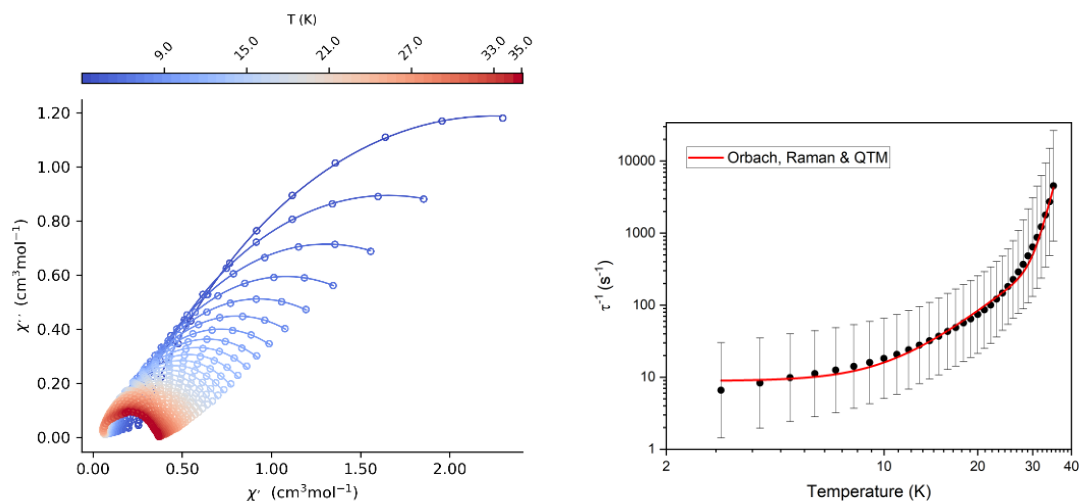 T (K)
9.0 15.0 21.0 27.0 33.0 35.0
χ′′ (cm³mol⁻¹)
1.20
1.00
0.80
0.60
0.40
0.20
0.00
0.00 0.50 1.00 1.50 2.00
χ′ (cm³mol⁻¹)
Orbach, Raman & QTM
τ⁻¹ (s⁻¹)
10000
1000
100
10
1
2 10 20 30 40
Temperature (K)